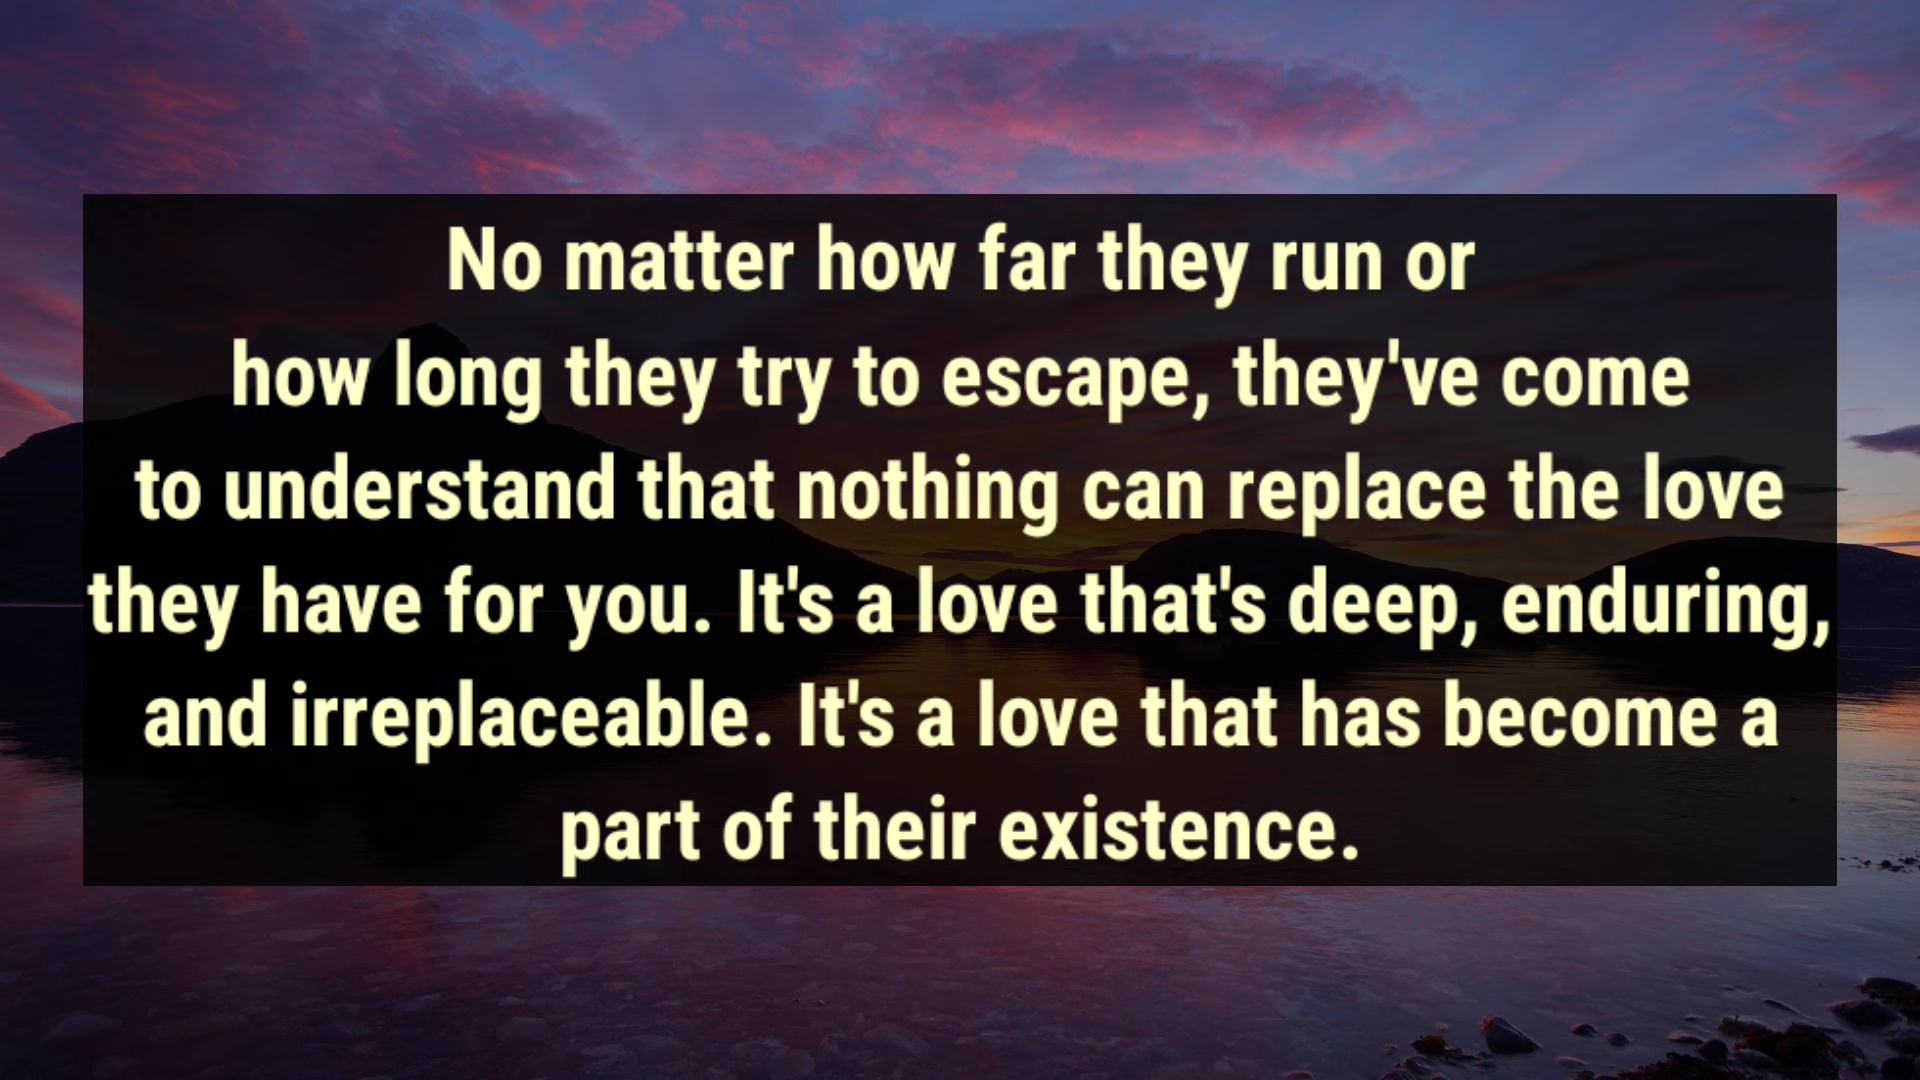 No matter how far they run or
how long they try to escape, they've come
to understand that nothing can replace the love
they have for you. It's a love that's deep, enduring,
and irreplaceable. It's a love that has become a
part of their existence.